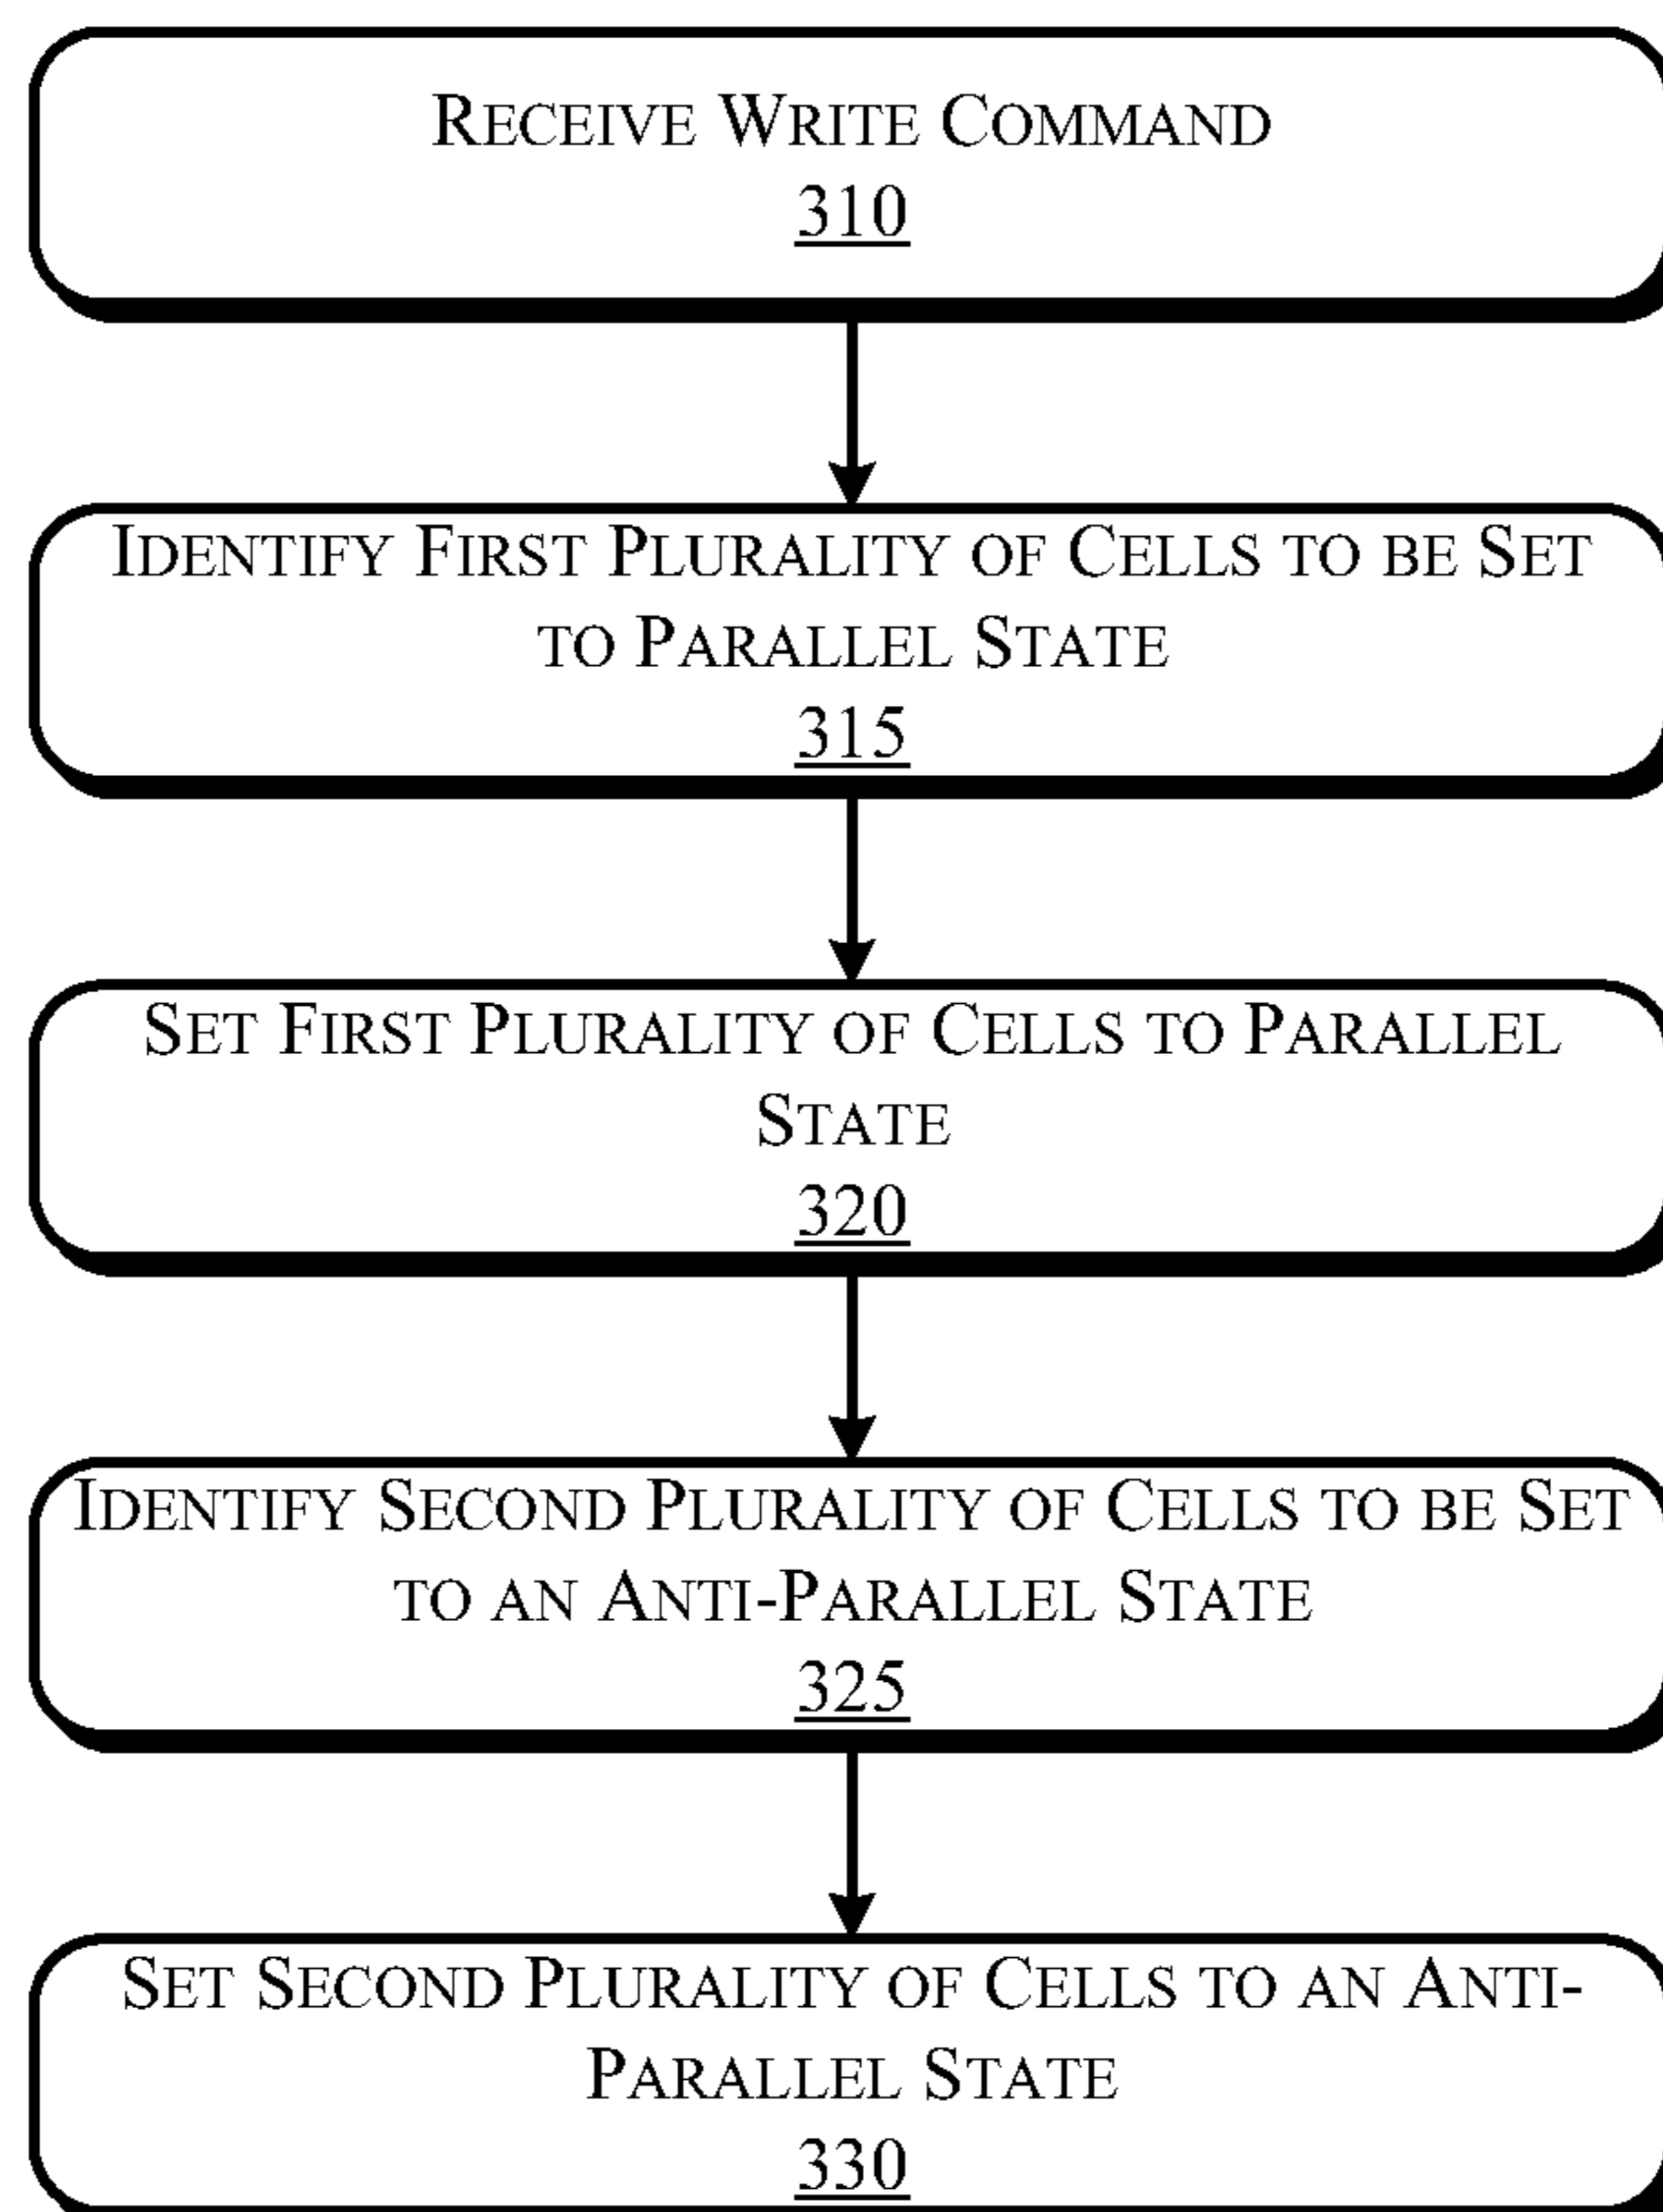 RECEIVE WRITE COMMAND
310
IDENTIFY FIRST PLURALITY OF CELLS TO BE SET
TO PARALLEL STATE
315
SET FIRST PLURALITY OF CELLS TO PARALLEL
STATE
320
IDENTIFY SECOND PLURALITY OF CELLS TO BE SET
TO AN ANTI-PARALLEL STATE
325
SET SECOND PLURALITY OF CELLS TO AN ANTI-
PARALLEL STATE
330